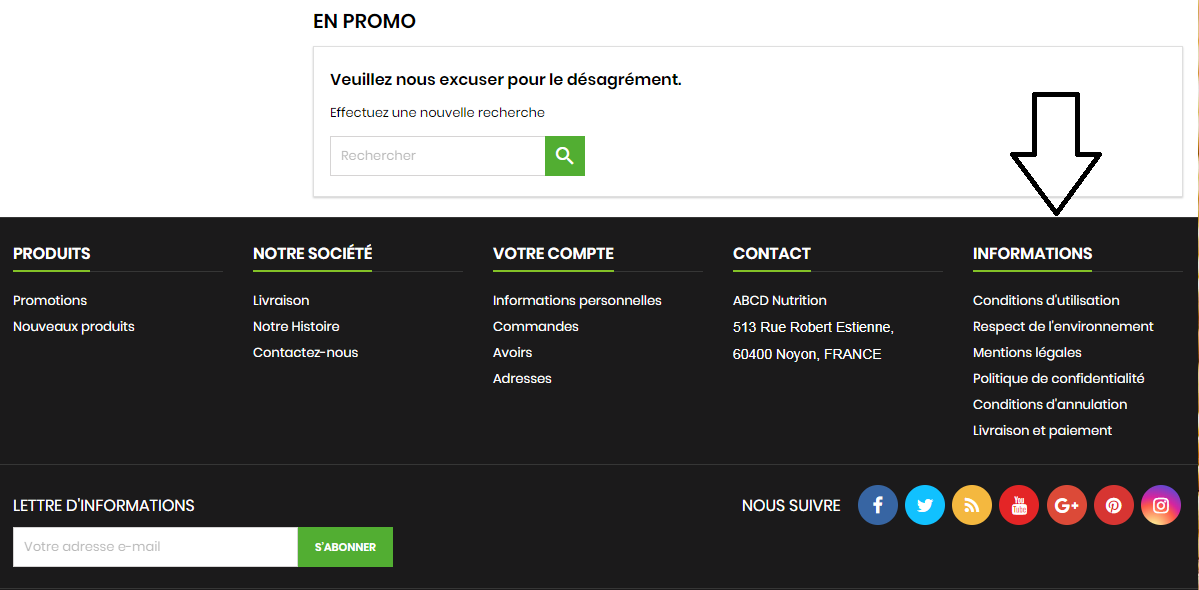 EN PROMO
Veuillez nous excuser pour le désagrément.
Effectuez une nouvelle recherche
Rechercher
PRODUITS
Promotions
Nouveaux produits
NOTRE SOCIÉTÉ
Livraison
Notre Histoire
Contactez-nous
VOTRE COMPTE
Informations personnelles
Commandes
Avoirs
Adresses
CONTACT
ABCD Nutrition
513 Rue Robert Estienne,
60400 Noyon, FRANCE
INFORMATIONS
Conditions d'utilisation
Respect de l'environnement
Mentions légales
Politique de confidentialité
Conditions d'annulation
Livraison et paiement
LETTRE D'INFORMATIONS
Votre adresse e-mail
S'ABONNER
NOUS SUIVRE
f
You
Tube
G+